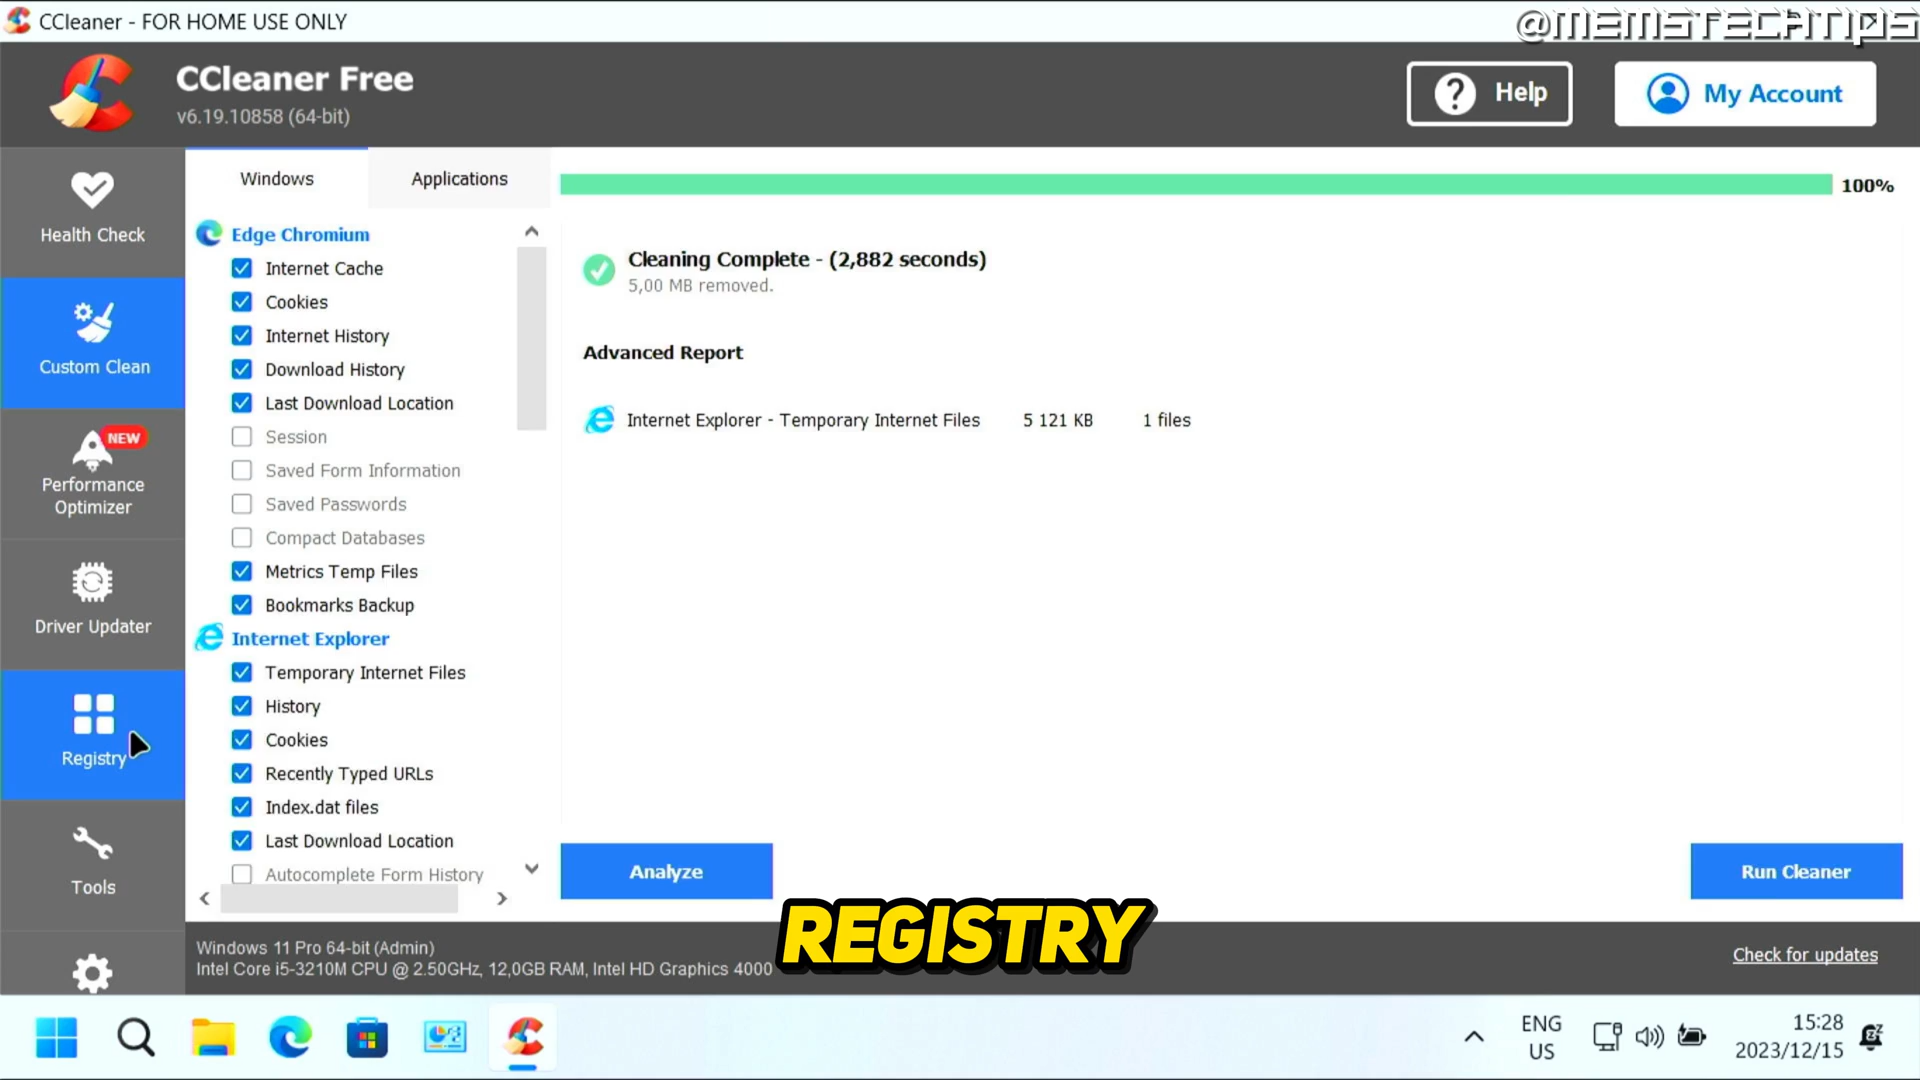 CCleaner - FOR HOME USE ONLY
@MEMSTECHTIPS
CCleaner Free
v6.19.10858 (64-bit)
? Help
My Account
Health Check
Custom Clean
NEW
Performance
Optimizer
Driver Updater
Registry
Tools
Windows
Applications
100%
Edge Chromium
Internet Cache
Cookies
Internet History
Download History
Last Download Location
Session
Saved Form Information
Saved Passwords
Compact Databases
Metrics Temp Files
Bookmarks Backup
Internet Explorer
Temporary Internet Files
History
Cookies
Recently Typed URLs
Index.dat files
Last Download Location
Autocomplete Form History
Cleaning Complete - (2,882 seconds)
5,00 MB removed.
Advanced Report
Internet Explorer - Temporary Internet Files 5 121 KB 1 files
Analyze
Run Cleaner
REGISTRY
Windows 11 Pro 64-bit (Admin)
Intel Core i5-3210M CPU @ 2.50GHz, 12,0GB RAM, Intel HD Graphics 4000
Check for updates
ENG
US
15:28
2023/12/15